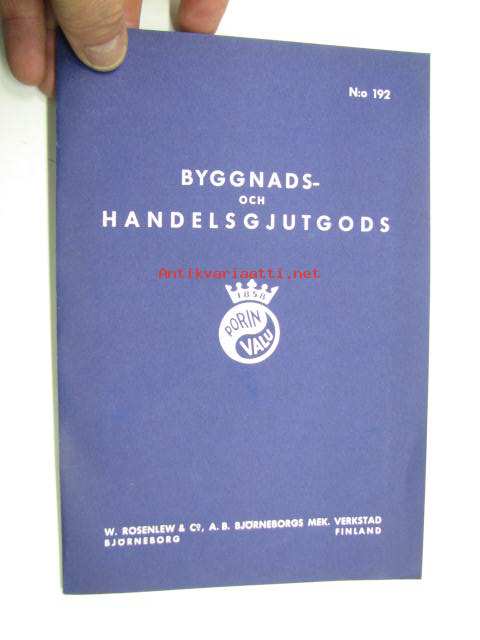 N:o 192
BYGGNADS-
OCH
HANDELSGJUTGODS
Antikvariaatti.net
1858
PORIN
VALU
W. ROSENLEW & Cº, A. B. BJÖRNEBORGS MEK. VERKSTAD
BJÖRNEBORG FINLAND